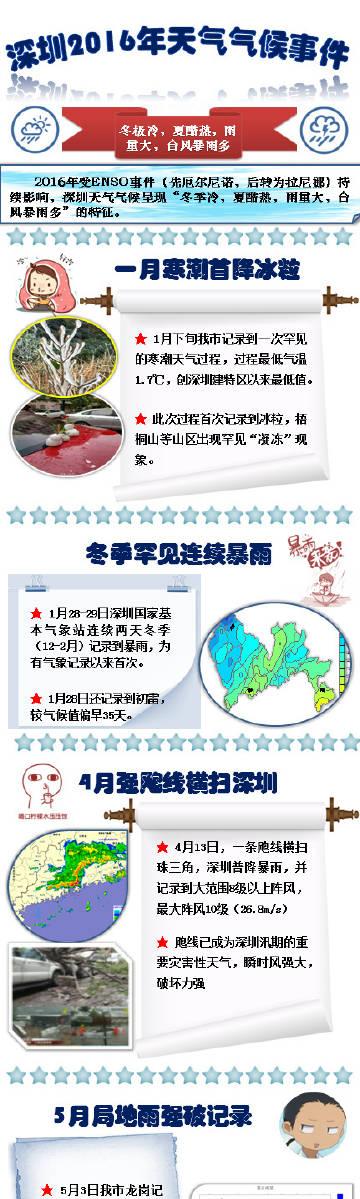 深圳2016年天气气候事件
冬极冷，夏酷热，雨
量大，台风暴雨多
2016年受ENSO事件（先厄尔尼诺，后转为拉尼娜）持
续影响，深圳天气气候呈现“冬季冷，夏酷热，雨量大，台
风暴雨多”的特征。
一月寒潮首降冰粒
1月下旬我市记录到一次罕见
的寒潮天气过程，过程最低气温
1.7℃，创深圳建特区以来最低值。
此次过程首次记录到冰粒，梧
桐山等山区出现罕见“凝冻”现
象。
冬季罕见连续暴雨
暴雨来袭！
1月28-29日深圳国家基
本气象站连续两天冬季
（12-2月）记录到暴雨，为
有气象记录以来首次。
1月28日还记录到初雷，
较气候值偏早35天。
4月强飑线横扫深圳
喝口柠檬水压压惊
4月13日，一条飑线横扫
珠三角，深圳普降暴雨，并
记录到大范围8级以上阵风，
最大阵风10级（26.8m/s）
飑线已成为深圳汛期的重
要灾害性天气，瞬时风强大，
破坏力强
5月局地雨强破记录
5月3日我市龙岗记